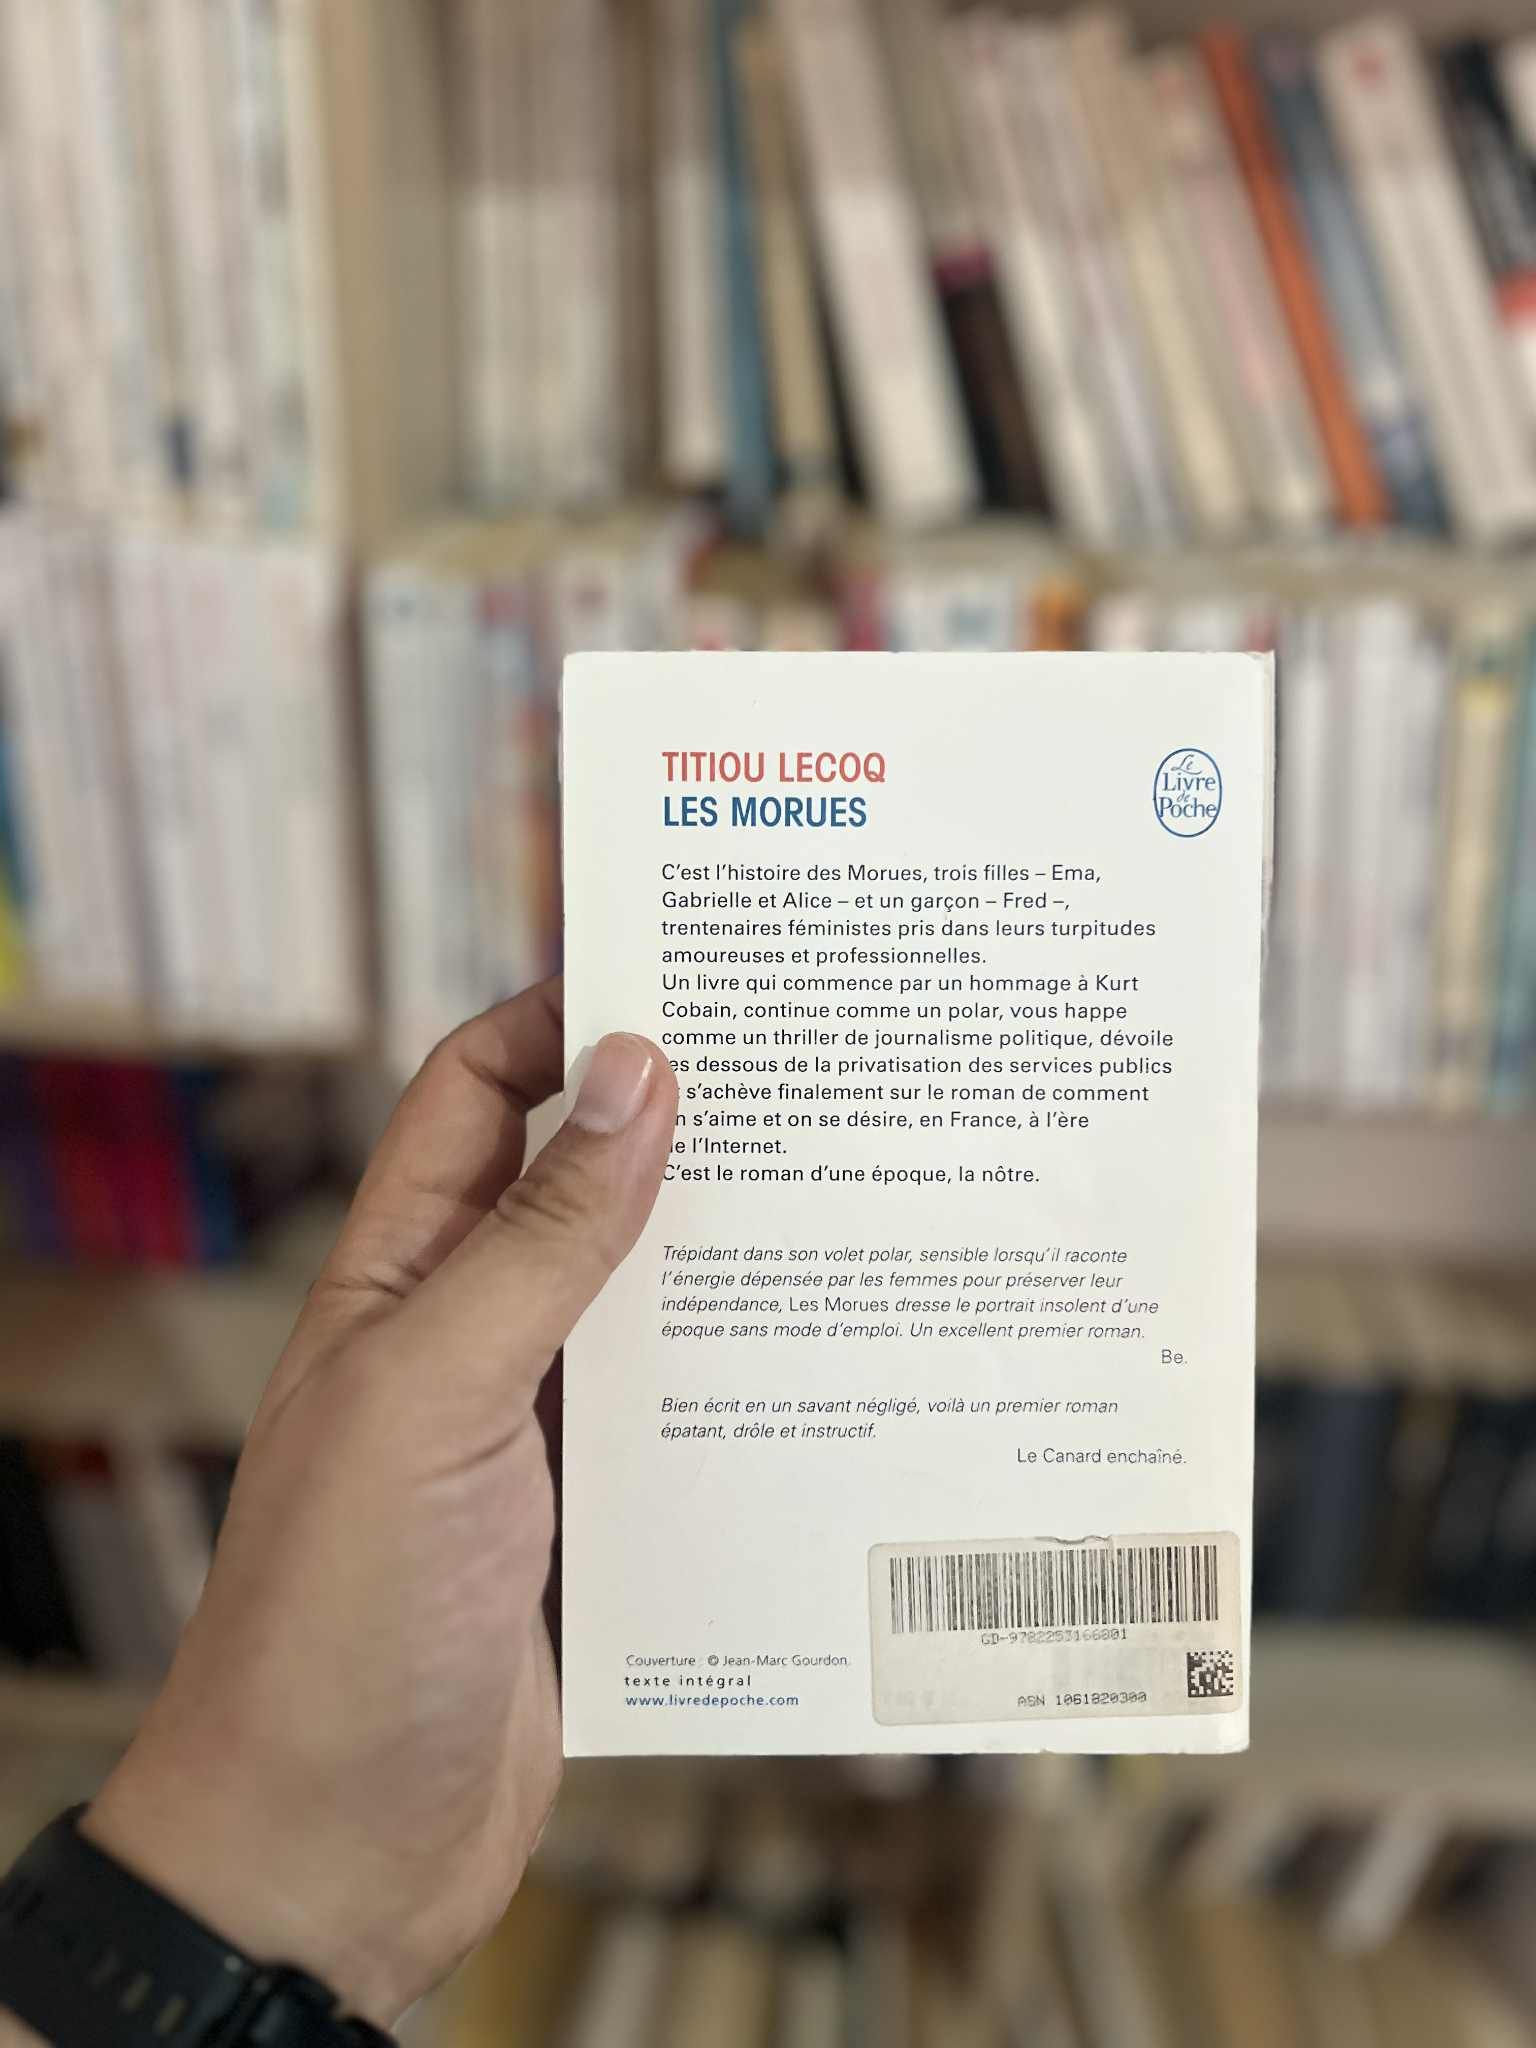 TITIOU LECOQ
LES MORUES
Le
Livre
de
Poche
C'est l'histoire des Morues, trois filles – Ema,
Gabrielle et Alice – et un garçon – Fred –,
trentenaires féministes pris dans leurs turpitudes
amoureuses et professionnelles.
Un livre qui commence par un hommage à Kurt
Cobain, continue comme un polar, vous happe
comme un thriller de journalisme politique, dévoile
dessous de la privatisation des services publics
s'achève finalement sur le roman de comment
s'aime et on se désire, en France, à l'ère
l'Internet.
C'est le roman d'une époque, la nôtre.
Trépidant dans son volet polar, sensible lorsqu'il raconte
l'énergie dépensée par les femmes pour préserver leur
indépendance, Les Morues dresse le portrait insolent d'une
époque sans mode d'emploi. Un excellent premier roman.
Be.
Bien écrit en un savant négligé, voilà un premier roman
épatant, drôle et instructif.
Le Canard enchaîné.
GD-9782253166801
ASN 1061820300
Couverture : © Jean-Marc Gourdon.
texte intégral
www.livredepoche.com